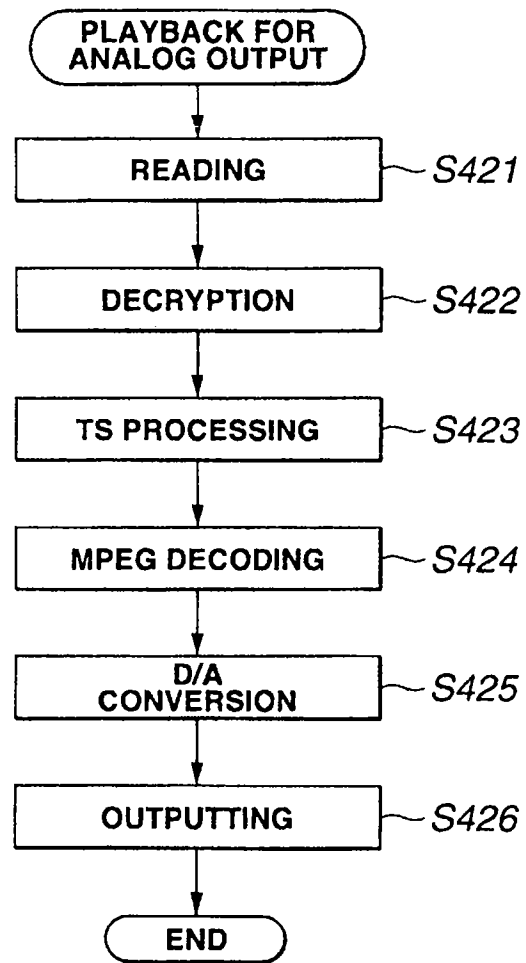 PLAYBACK FOR
ANALOG OUTPUT
READING
S421
DECRYPTION
S422
TS PROCESSING
S423
MPEG DECODING
S424
D/A
CONVERSION
S425
OUTPUTTING
S426
END